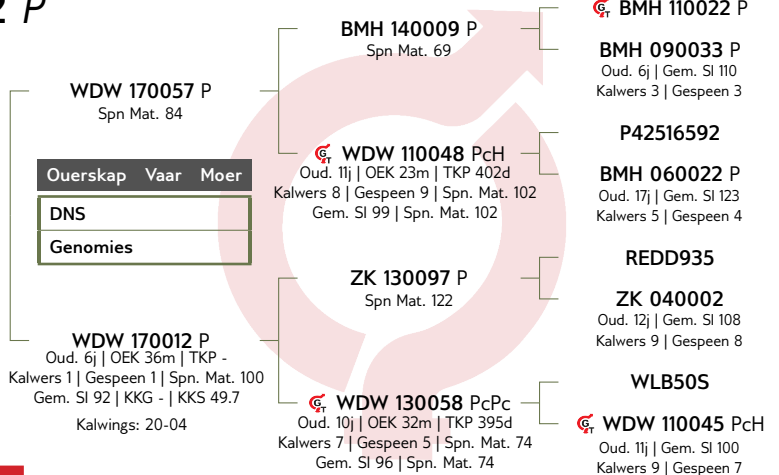 2 P
WDW 170057 P
Spn Mat. 84
Ouerskap Vaar Moer
DNS
Genomies
WDW 170012 P
Oud. 6j | OEK 36m | TKP -
Kalwers 1 | Gespeen 1 | Spn. Mat. 100
Gem. SI 92 | KKG - | KKS 49.7
Kalwings: 20-04
BMH 140009 P
Spn Mat. 69
GT WDW 110048 PcH
Oud. 11j | OEK 23m | TKP 402d
Kalwers 8 | Gespeen 9 | Spn. Mat. 102
Gem. SI 99 | Spn. Mat. 102
ZK 130097 P
Spn Mat. 122
GT WDW 130058 PcPc
Oud. 10j | OEK 32m | TKP 395d
Kalwers 7 | Gespeen 5 | Spn. Mat. 74
Gem. SI 96 | Spn. Mat. 74
GT BMH 110022 P
BMH 090033 P
Oud. 6j | Gem. SI 110
Kalwers 3 | Gespeen 3
P42516592
BMH 060022 P
Oud. 17j | Gem. SI 123
Kalwers 5 | Gespeen 4
REDD935
ZK 040002
Oud. 12j | Gem. SI 108
Kalwers 9 | Gespeen 8
WLB50S
GT WDW 110045 PcH
Oud. 11j | Gem. SI 100
Kalwers 9 | Gespeen 7